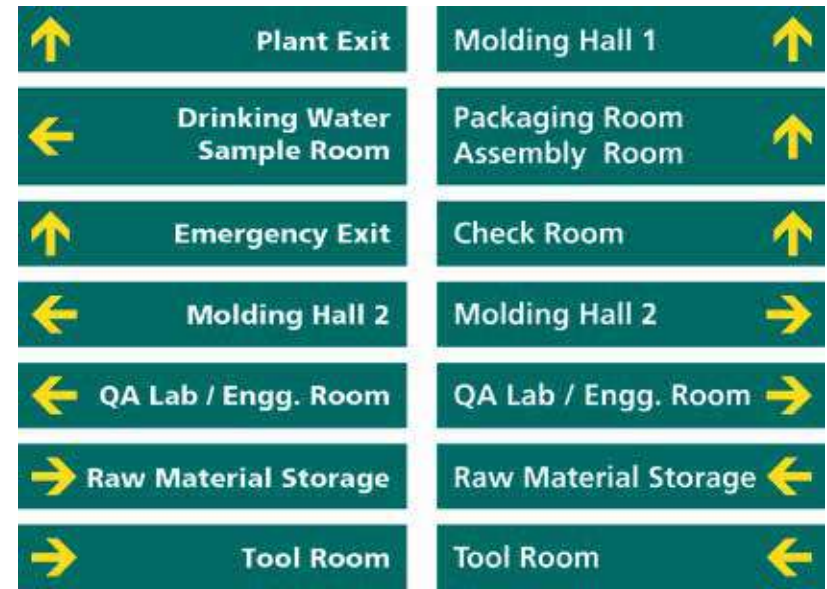 Plant Exit
Drinking Water
Sample Room
Emergency Exit
Molding Hall 2
QA Lab / Engg. Room
Raw Material Storage
Tool Room
Molding Hall 1
Packaging Room
Assembly Room
Check Room
Molding Hall 2
QA Lab / Engg. Room
Raw Material Storage
Tool Room